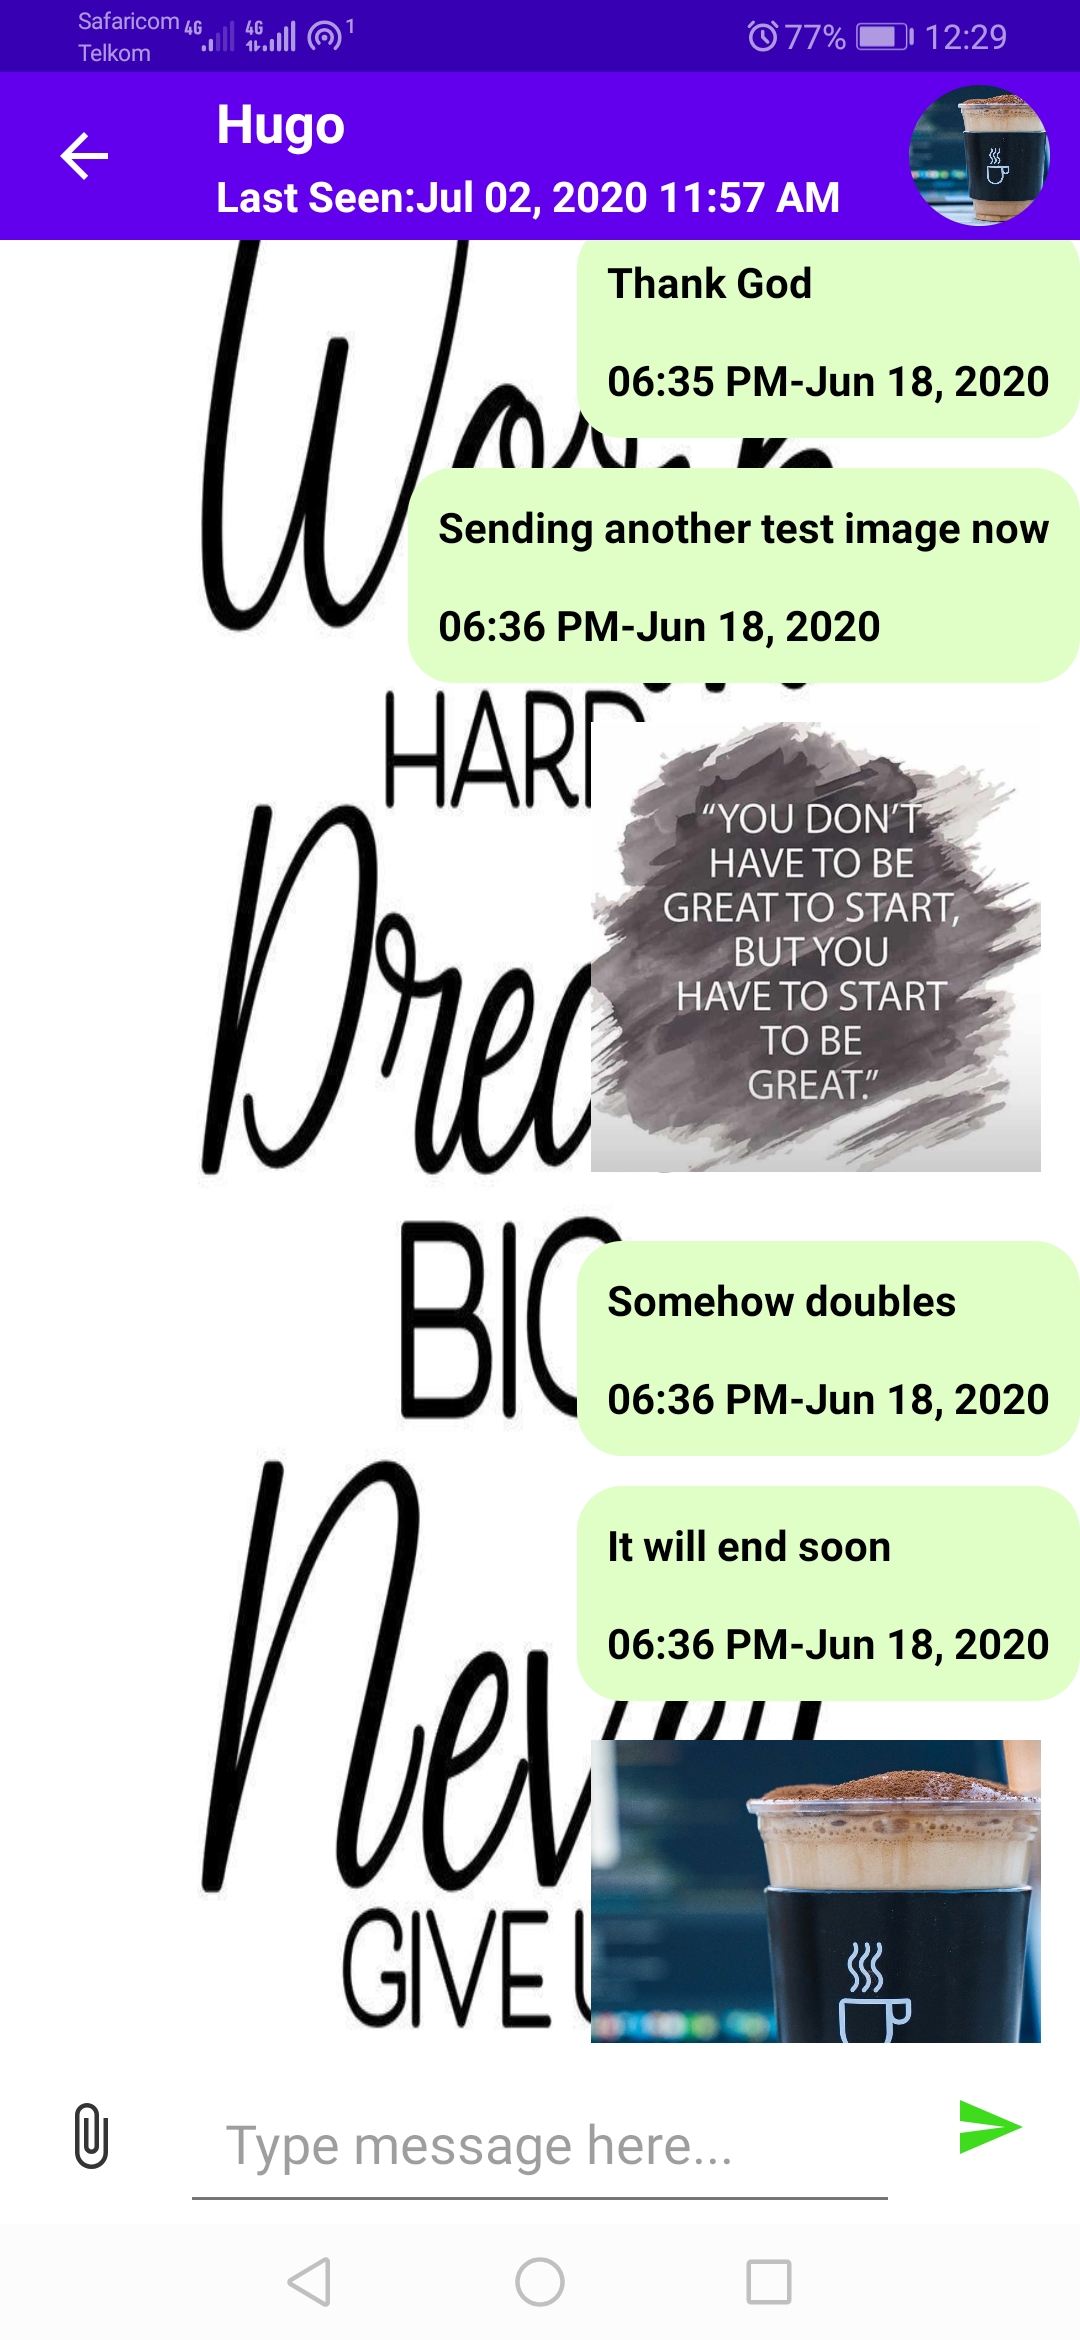 Safaricom 4G 4G 1 77% 12:29
Telkom
Hugo
Last Seen:Jul 02, 2020 11:57 AM
Thank God
06:35 PM-Jun 18, 2020
Wor
Sending another test image now
06:36 PM-Jun 18, 2020
HARD
“YOU DON’T
HAVE TO BE
GREAT TO START,
BUT YOU
HAVE TO START
TO BE
GREAT.”
Drea
BIG
Somehow doubles
06:36 PM-Jun 18, 2020
It will end soon
06:36 PM-Jun 18, 2020
Never
GIVE U
Type message here...